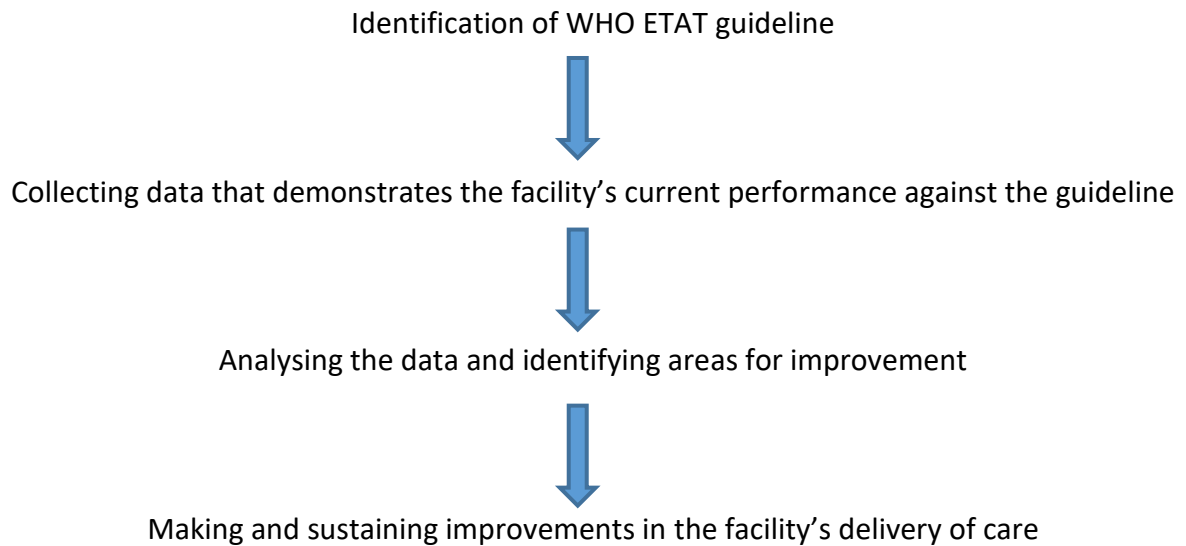 Identification of WHO ETAT guideline
Collecting data that demonstrates the facility’s current performance against the guideline
Analysing the data and identifying areas for improvement
Making and sustaining improvements in the facility’s delivery of care